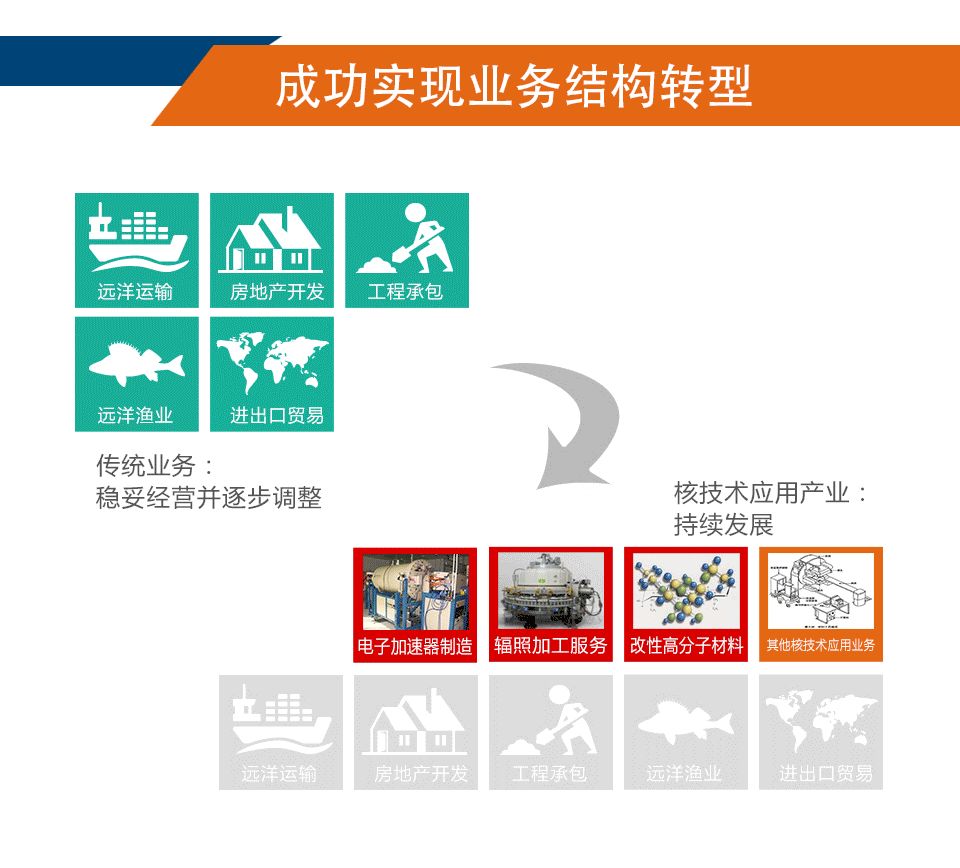 成功实现业务结构转型
远洋运输
房地产开发
工程承包
远洋渔业
进出口贸易
传统业务：
稳妥经营并逐步调整
核技术应用产业：
持续发展
电子加速器制造
辐照加工服务
改性高分子材料
其他核技术应用业务
远洋运输
房地产开发
工程承包
远洋渔业
进出口贸易